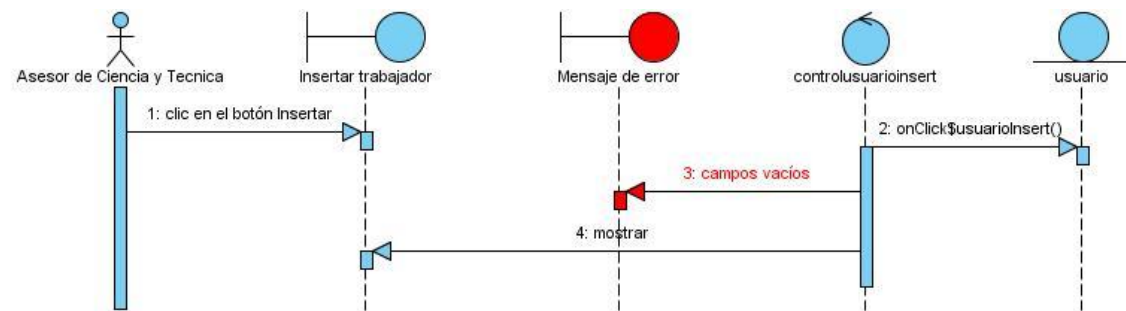 Asesor de Ciencia y Tecnica
Insertar trabajador
Mensaje de error
controlusuarioinsert
usuario
1: clic en el botón Insertar
2: onClick$usuarioInsert()
3: campos vacíos
4: mostrar